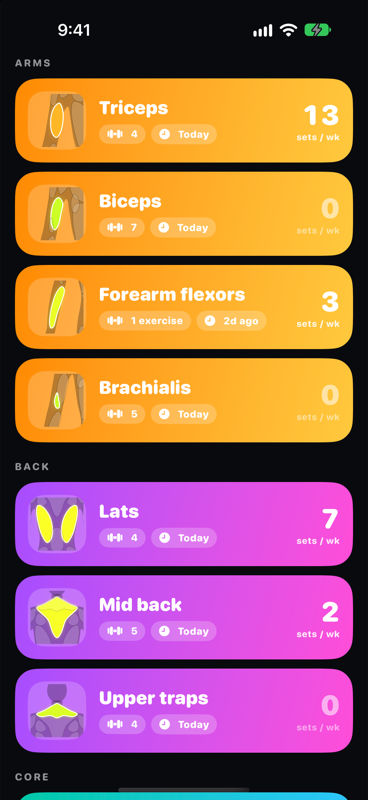 9:41
ARMS
Triceps
4 Today
13
sets / wk
Biceps
7 Today
0
sets / wk
Forearm flexors
1 exercise 2d ago
3
sets / wk
Brachialis
5 Today
0
sets / wk
BACK
Lats
4 Today
7
sets / wk
Mid back
5 Today
2
sets / wk
Upper traps
4 Today
0
sets / wk
CORE